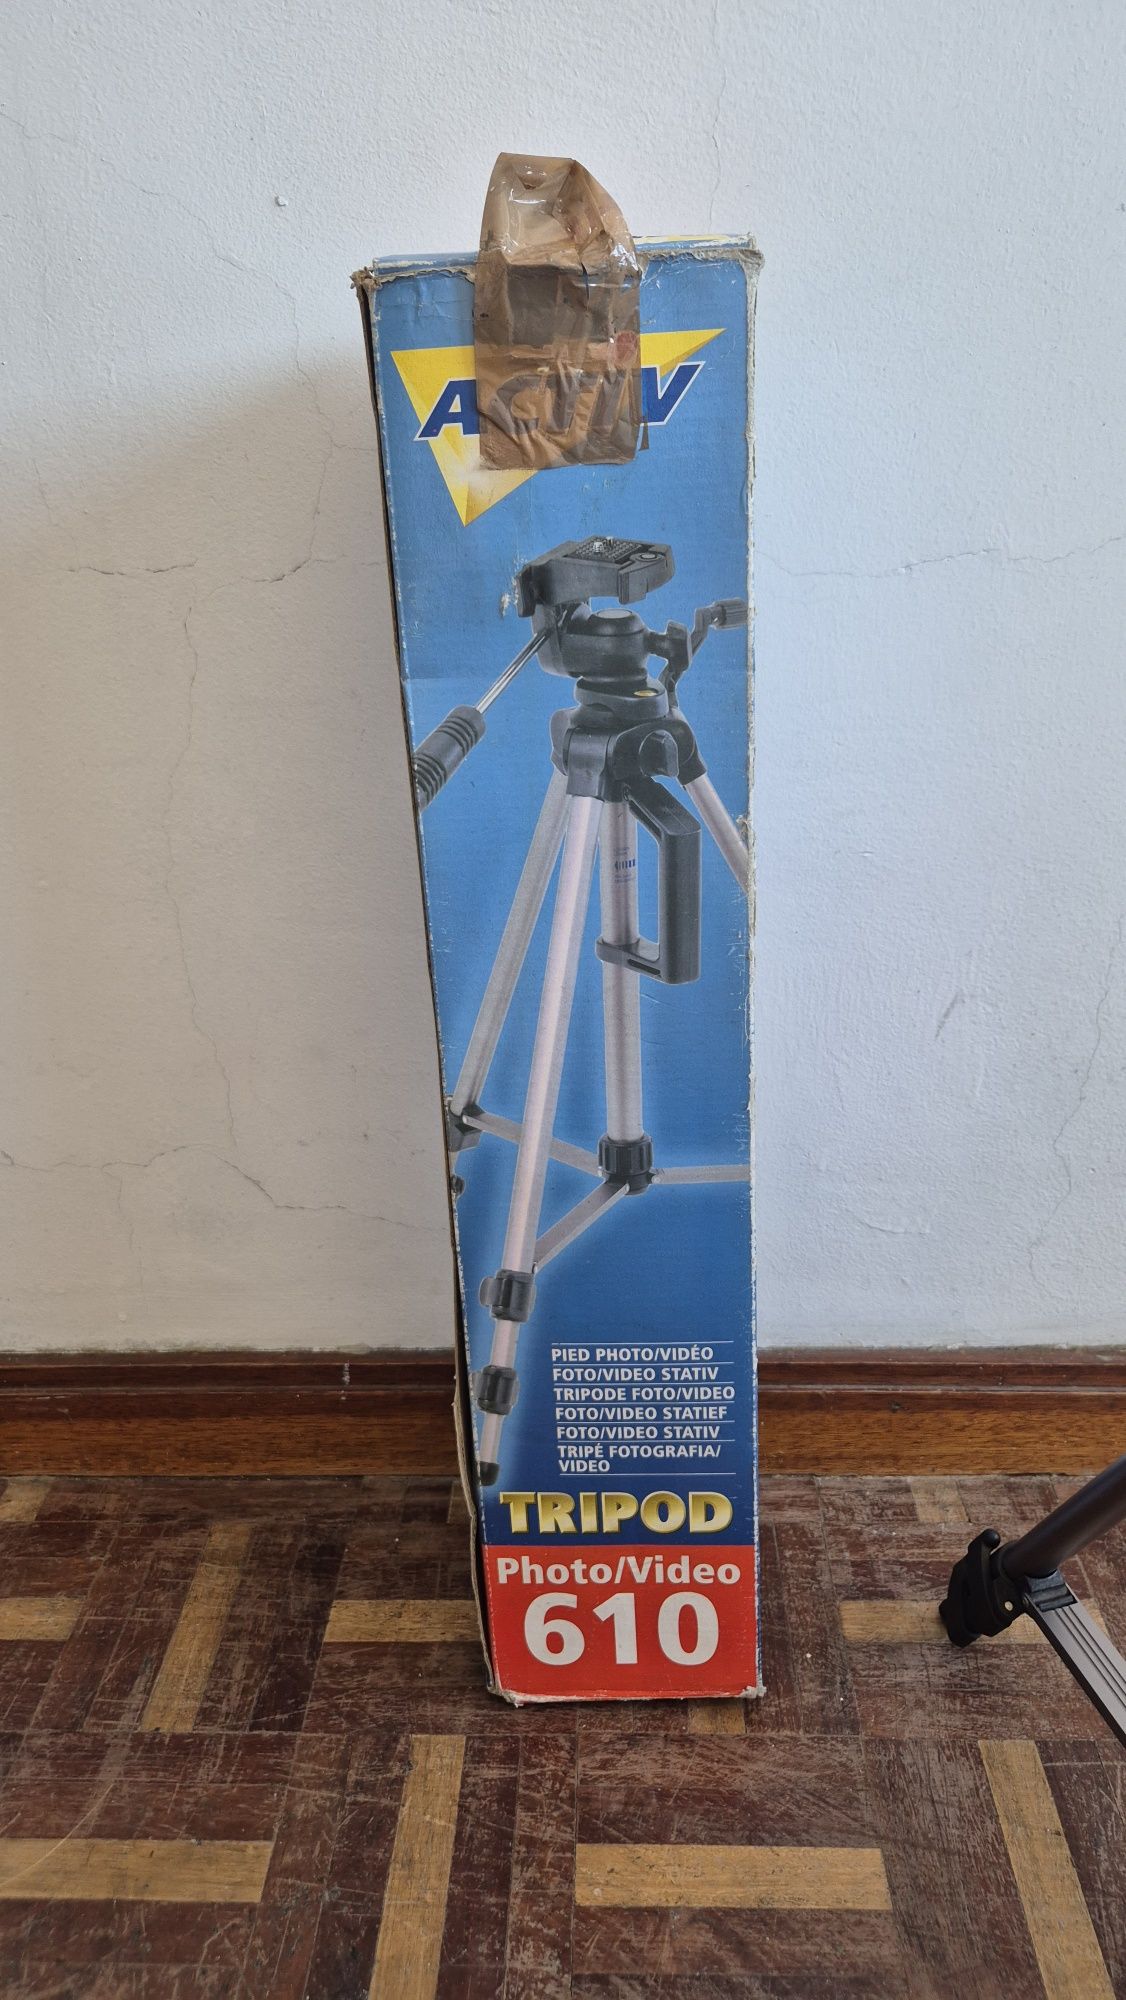 ACTIV
PIED PHOTO/VIDÉO
FOTO/VIDEO STATIV
TRIPODE FOTO/VIDEO
FOTO/VIDEO STATIEF
FOTO/VIDEO STATIV
TRIPÉ FOTOGRAFIA/
VIDEO
TRIPOD
Photo/Video
610